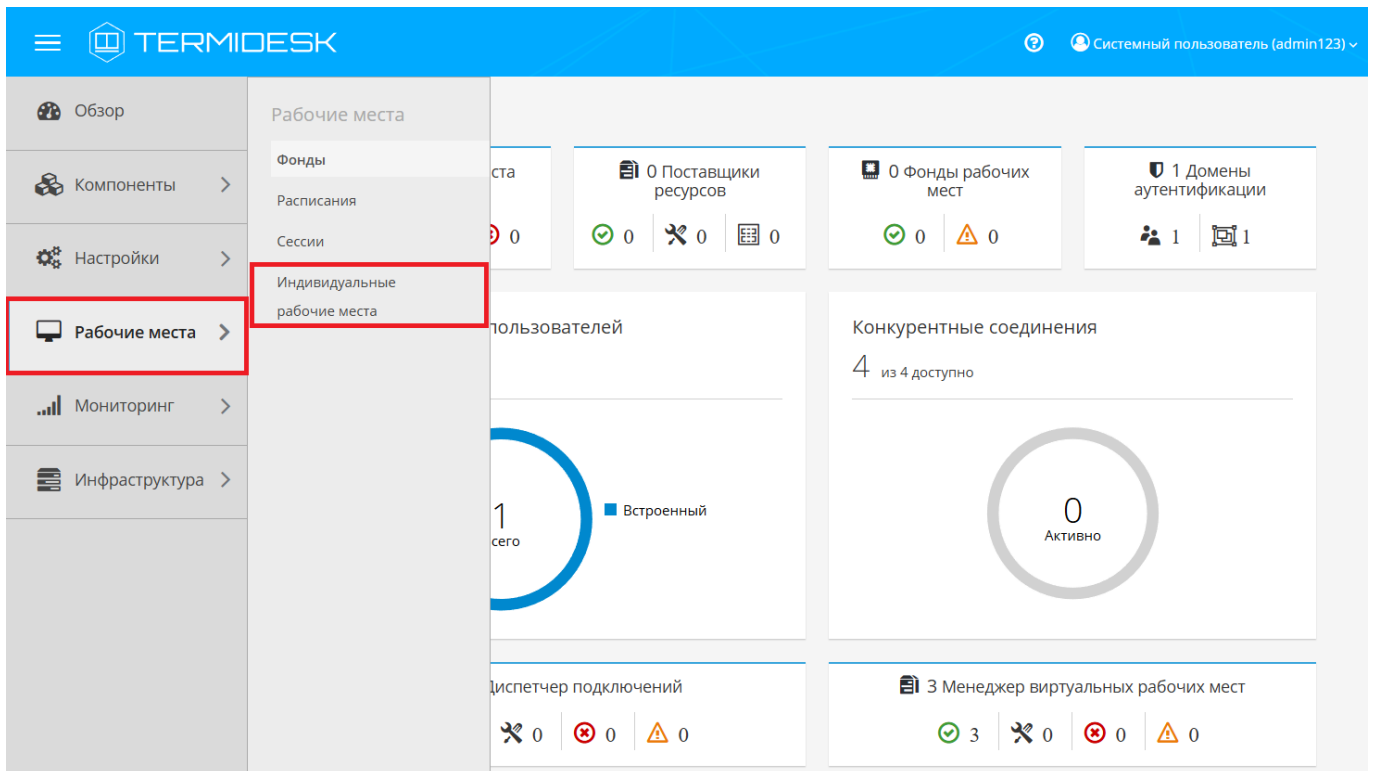 TERMIDESK
Системный пользователь (admin123)
Обзор
Компоненты
Настройки
Рабочие места
Мониторинг
Инфраструктура
Рабочие места
Фонды
Расписания
Сессии
Индивидуальные
рабочие места
ста
0
0 Поставщики
ресурсов
0 0 0
0 Фонды рабочих
мест
0 0
1 Домены
аутентификации
1 1
пользователей
1
сего
Встроенный
Конкурентные соединения
4 из 4 доступно
0
Активно
Диспетчер подключений
0 0 0
3 Менеджер виртуальных рабочих мест
3 0 0 0